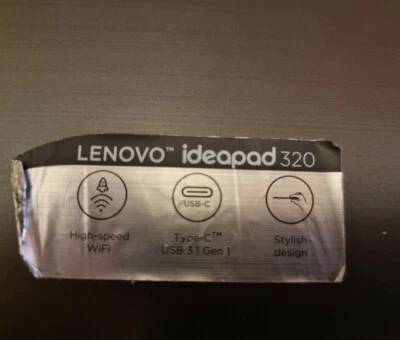 LENOVO™ ideapad 320
USB-C
High-speed
WiFi
Type-C™
USB 3.1 Gen 1
Stylish
design